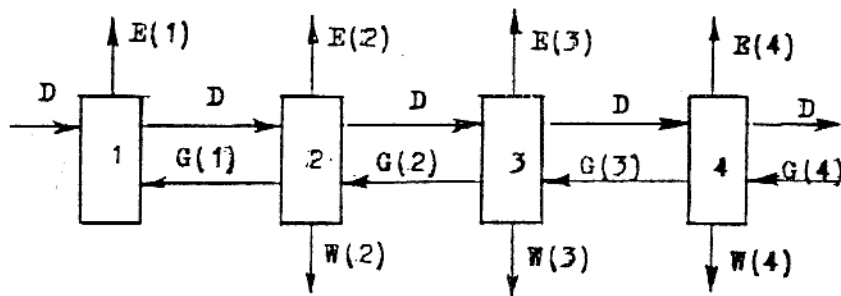 E(1) E(2) E(3) E(4)
D D D D D
1 2 3 4
G(1) G(2) G(3) G(4)
W(2) W(3) W(4)